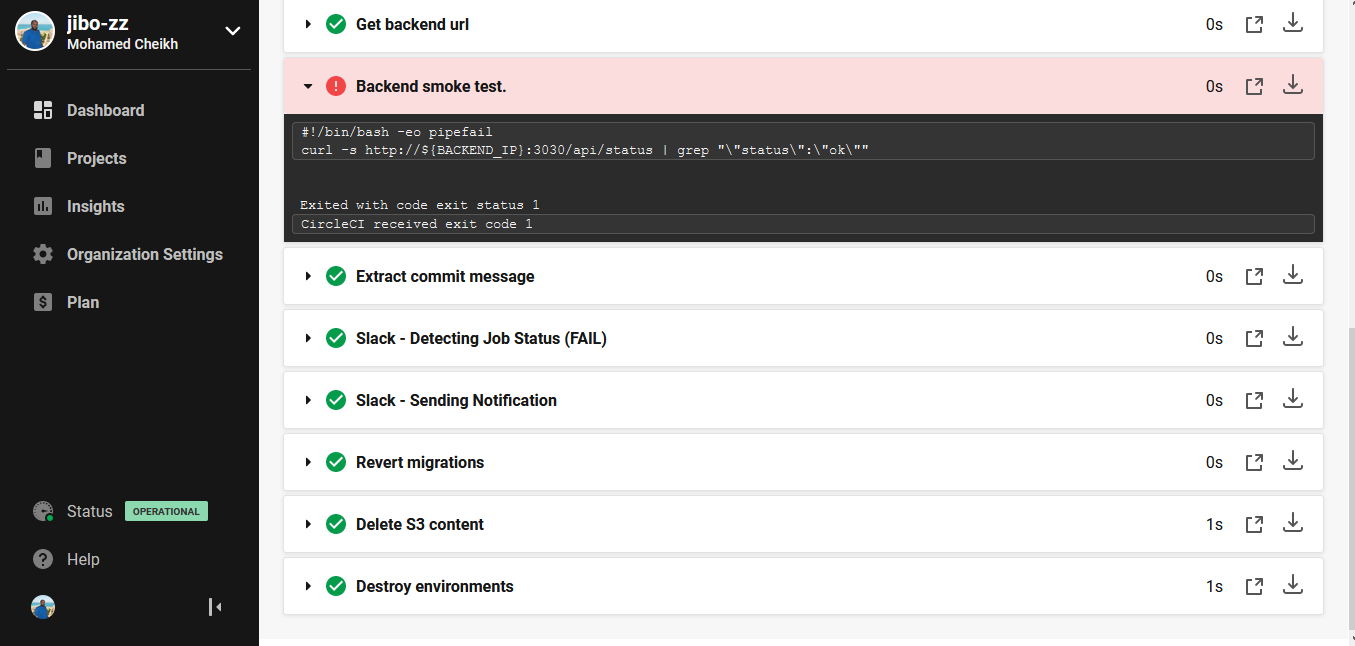 jibo-zz
Mohamed Cheikh
Dashboard
Projects
Insights
Organization Settings
Plan
Status OPERATIONAL
Help
Get backend url 0s
Backend smoke test. 0s
#!/bin/bash -eo pipefail
curl -s http://${BACKEND_IP}:3030/api/status | grep "\"status\":\"ok\""
Exited with code exit status 1
CircleCI received exit code 1
Extract commit message 0s
Slack - Detecting Job Status (FAIL) 0s
Slack - Sending Notification 0s
Revert migrations 0s
Delete S3 content 1s
Destroy environments 1s